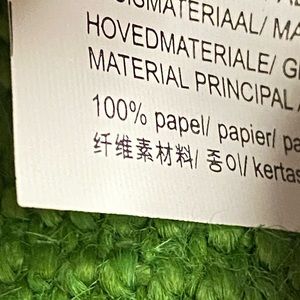 HOVEDMATERIALE/
MATERIAL PRINCIPAL
100% papel/ papier/
纤维素材料/ 종이/ kertas